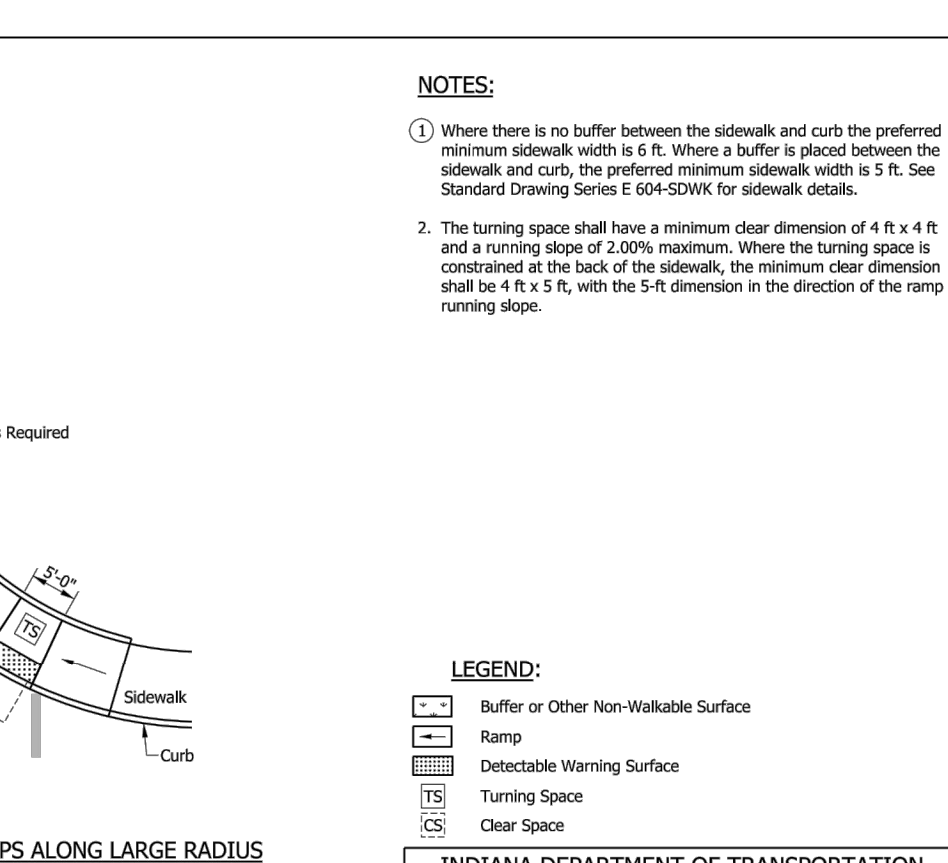 NOTES:
1 Where there is no buffer between the sidewalk and curb the preferred
minimum sidewalk width is 6 ft. Where a buffer is placed between the
sidewalk and curb, the preferred minimum sidewalk width is 5 ft. See
Standard Drawing Series E 604-SDWK for sidewalk details.
2. The turning space shall have a minimum clear dimension of 4 ft x 4 ft
and a running slope of 2.00% maximum. Where the turning space is
constrained at the back of the sidewalk, the minimum clear dimension
shall be 4 ft x 5 ft, with the 5-ft dimension in the direction of the ramp
running slope.
Required
5'-0"
TS
Sidewalk
Curb
PS ALONG LARGE RADIUS
LEGEND:
Buffer or Other Non-Walkable Surface
Ramp
Detectable Warning Surface
TS Turning Space
CS Clear Space
INDIANA DEPARTMENT OF TRANSPORTATION